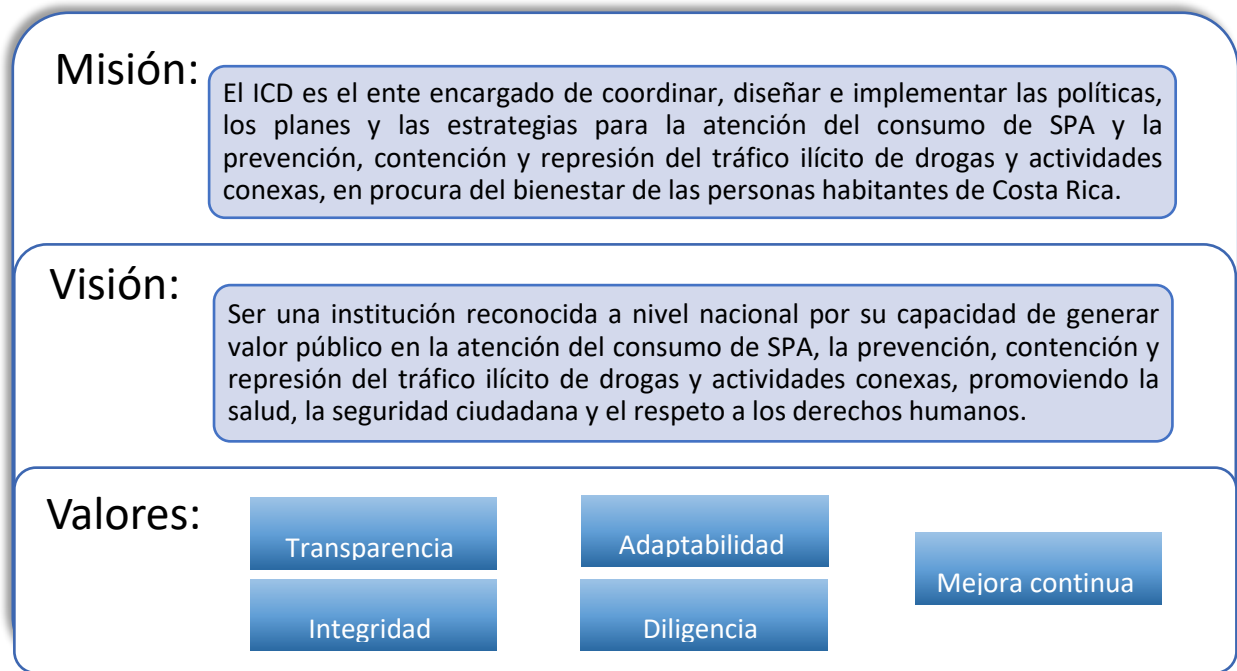 Misión:
El ICD es el ente encargado de coordinar, diseñar e implementar las políticas,
los planes y las estrategias para la atención del consumo de SPA y la
prevención, contención y represión del tráfico ilícito de drogas y actividades
conexas, en procura del bienestar de las personas habitantes de Costa Rica.
Visión:
Ser una institución reconocida a nivel nacional por su capacidad de generar
valor público en la atención del consumo de SPA, la prevención, contención y
represión del tráfico ilícito de drogas y actividades conexas, promoviendo la
salud, la seguridad ciudadana y el respeto a los derechos humanos.
Valores:
Transparencia
Adaptabilidad
Mejora continua
Integridad
Diligencia